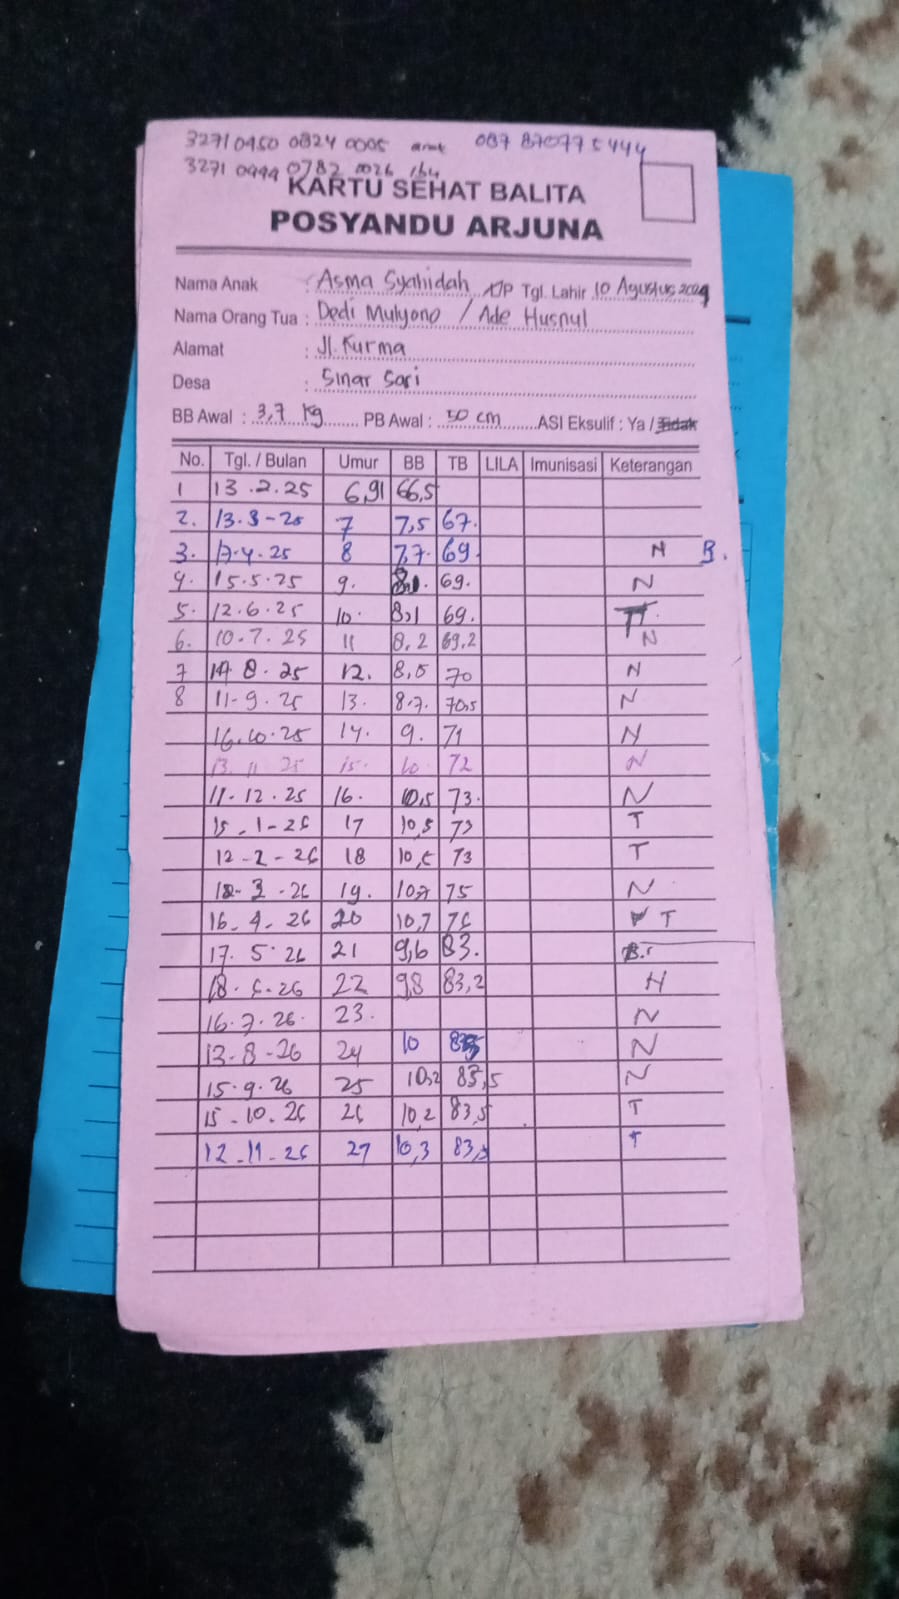 3271 0450 0824 0005 anak 087 870775444
3271 0944 0782 0026 ibu
KARTU SEHAT BALITA
POSYANDU ARJUNA
Nama Anak : Asma Syahidah L/P Tgl. Lahir 10 Agustus 2024
Nama Orang Tua : Dedi Mulyono / Ade Husnul
Alamat : Jl. Kurma
Desa : Sinar Sari
BB Awal : 3,7 kg PB Awal : 50 cm ASI Eksulif : Ya / Tidak
No. Tgl. / Bulan Umur BB TB LILA Imunisasi Keterangan
1 13.2.25 6,91 66,5
2. 13.3-25 7 7,5 67.
3. 17.4.25 8 7,7. 69. N B.
4. 15.5.25 9. 69. N
5. 12.6.25 10. 8,1 69. T
6. 10.7.25 11 8,2 69,2 N
7 14 8.25 12. 8,5 70 N
8 11-9.25 13. 8.7. 70,5 N
16.10.25 14. 9. 71 N
13. 11 25 15. 10. 72 N
11.12.25 16. 10,5 73. N
15-1-26 17 10,5 73 T
12-2-26 18 10,5 73 T
12-3-26 19. 10,7 75 N
16-4-26 20 10,7 76 T
17.5.26 21 9,6 83.
18.6.26 22 9,8 83,2 N
16.7.26. 23. N
13-8-26 24 10 N
15.9.26 25 10,2 83,5 N
15-10.26 26 10,2 83,5 T
12-11-26 27 10,3 T